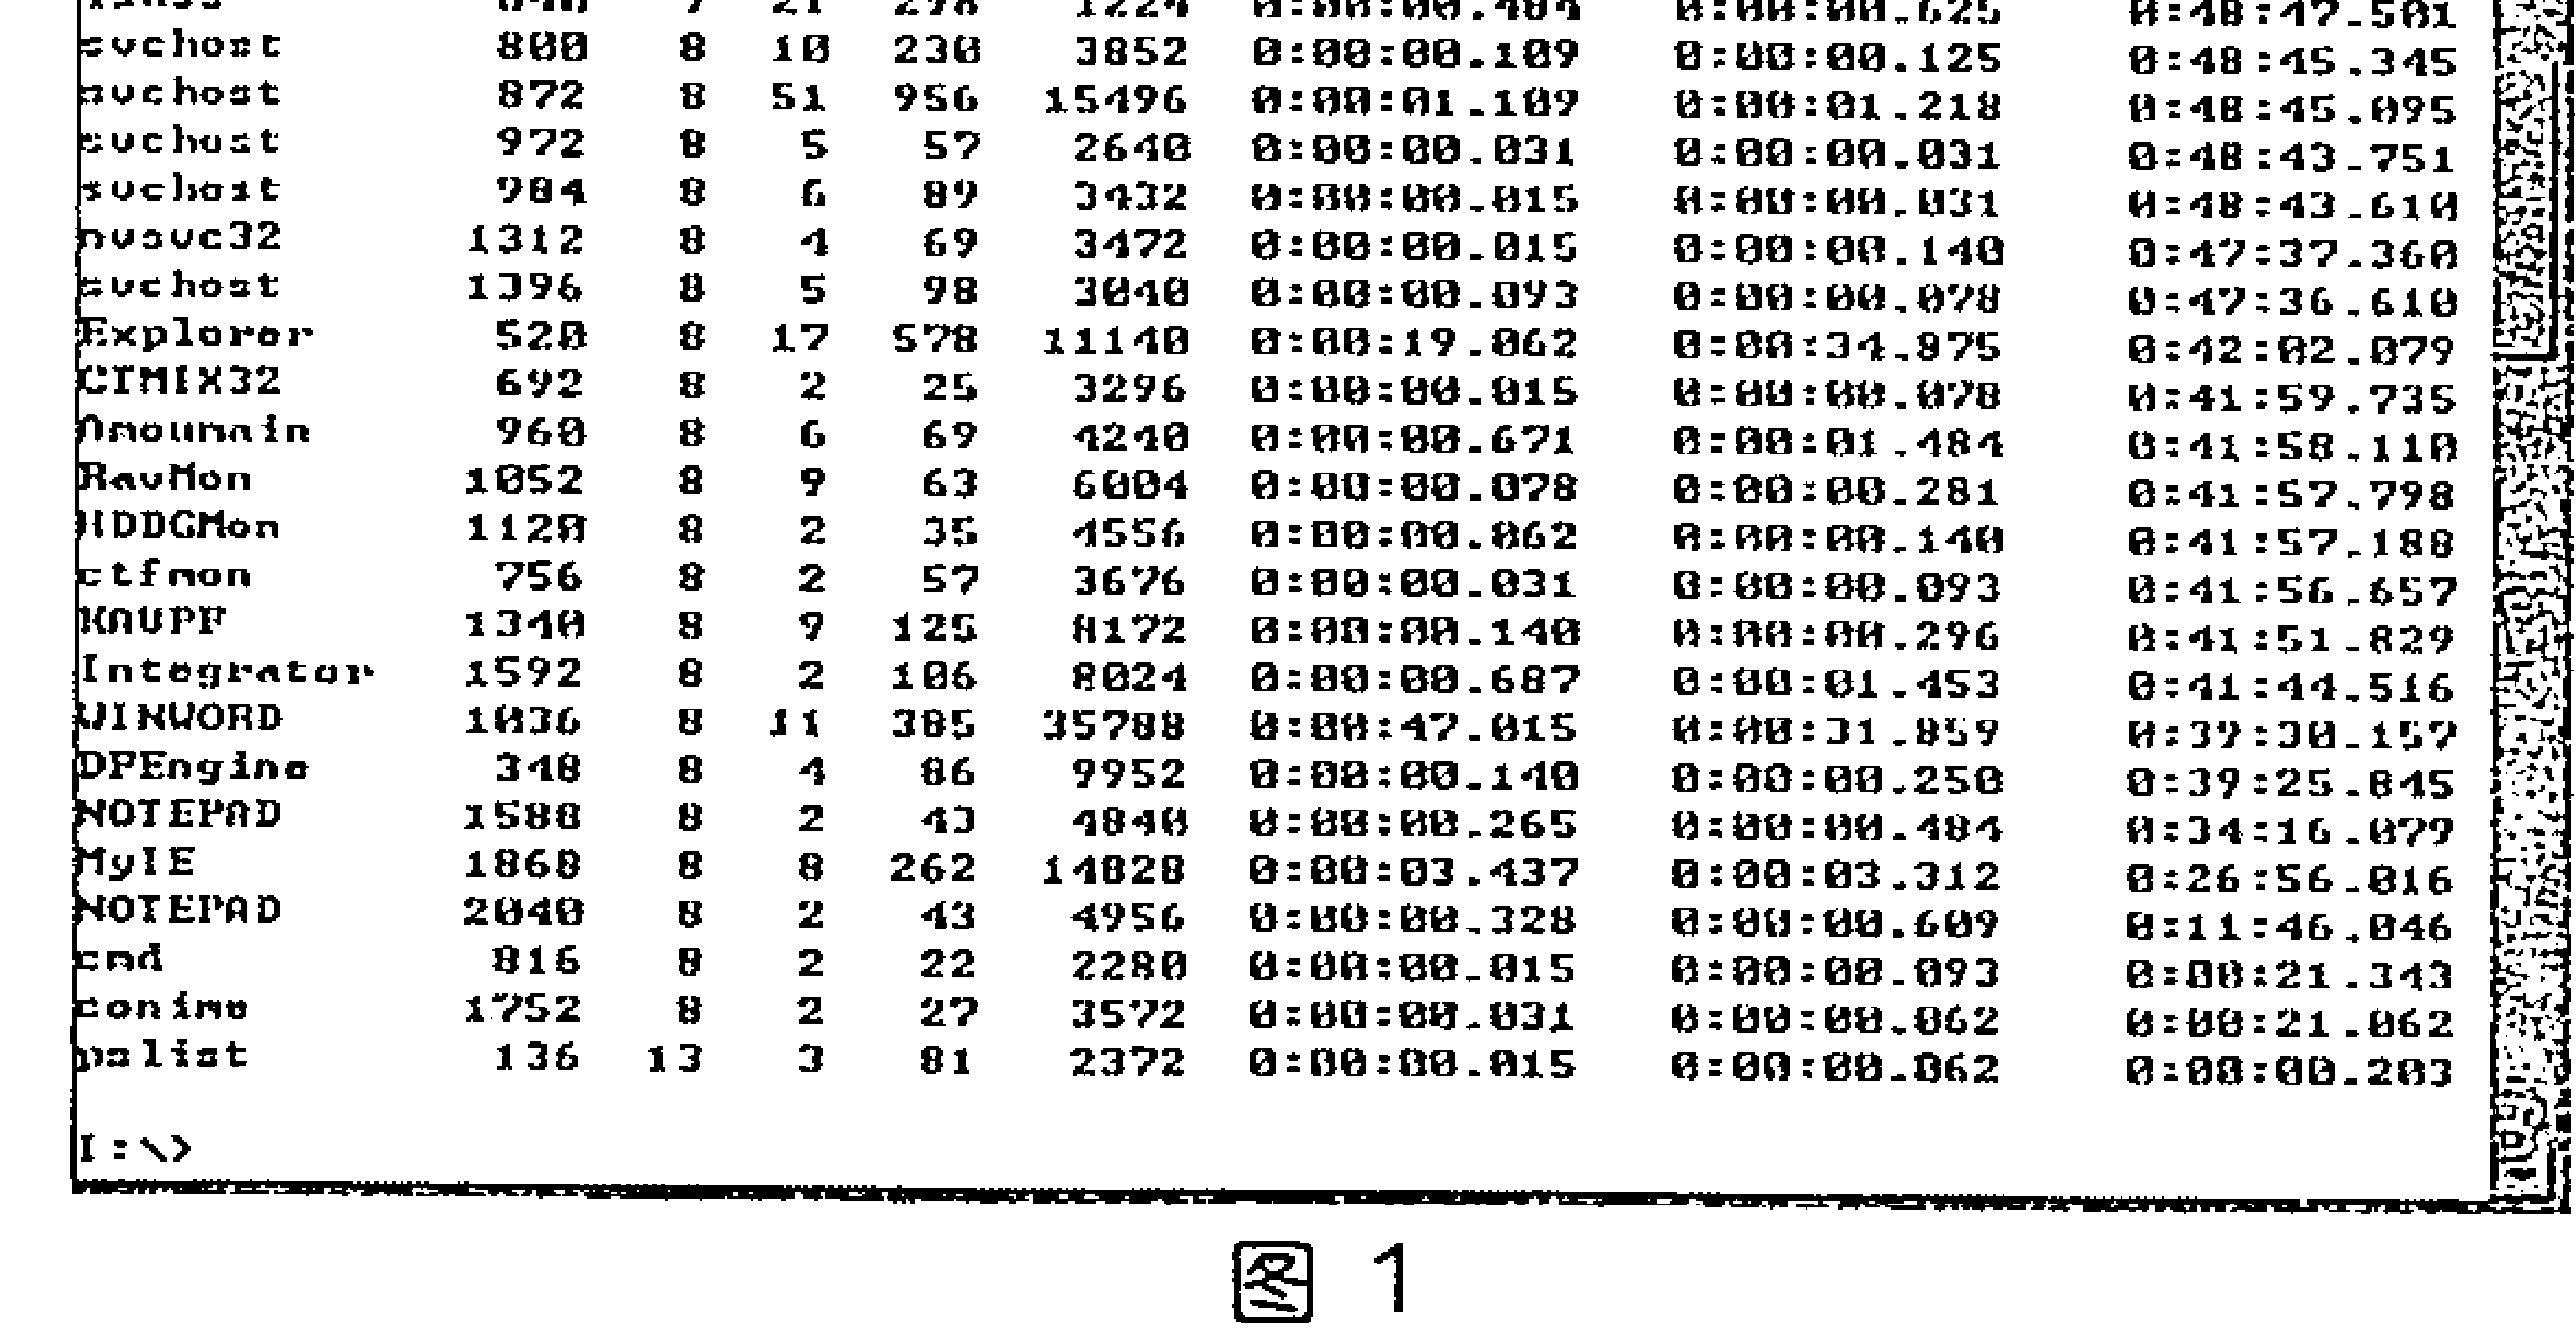 svchost 800 8 10 230 3852 0:00:00.109 0:00:00.125 0:48:45.345
svchost 872 8 51 956 15496 0:00:01.109 0:00:01.218 0:48:45.095
svchost 972 8 5 57 2640 0:00:00.031 0:00:00.031 0:48:43.751
svchost 984 8 6 89 3432 0:00:00.015 0:00:00.031 0:48:43.610
nvsvc32 1312 8 4 69 3472 0:00:00.015 0:00:00.140 0:47:37.360
svchost 1396 8 5 98 3040 0:00:00.093 0:00:00.078 0:47:36.610
Explorer 520 8 17 578 11140 0:00:19.062 0:00:34.875 0:42:02.079
CTMIX32 692 8 2 25 3296 0:00:00.015 0:00:00.078 0:41:59.735
Amoumain 960 8 6 69 4240 0:00:00.671 0:00:01.484 0:41:58.110
RavMon 1052 8 9 63 6004 0:00:00.078 0:00:00.281 0:41:57.798
HDDGMon 1120 8 2 35 4556 0:00:00.062 0:00:00.140 0:41:57.188
ctfmon 756 8 2 57 3676 0:00:00.031 0:00:00.093 0:41:56.657
KAVPF 1340 8 9 125 8172 0:00:00.140 0:00:00.296 0:41:51.829
Integrator 1592 8 2 106 8024 0:00:00.687 0:00:01.453 0:41:44.516
WINWORD 1036 8 11 385 35788 0:00:47.015 0:00:31.859 0:39:30.157
DPEngine 348 8 4 86 9952 0:00:00.140 0:00:00.250 0:39:25.845
NOTEPAD 1588 8 2 43 4840 0:00:00.265 0:00:00.484 0:34:16.079
MyIE 1868 8 8 262 14828 0:00:03.437 0:00:03.312 0:26:56.016
NOTEPAD 2040 8 2 43 4956 0:00:00.328 0:00:00.609 0:11:46.046
cmd 816 8 2 22 2280 0:00:00.015 0:00:00.093 0:00:21.343
conime 1752 8 2 27 3572 0:00:00.031 0:00:00.062 0:00:21.062
pslist 136 13 3 81 2372 0:00:00.015 0:00:00.062 0:00:00.203
I:\>
图 1